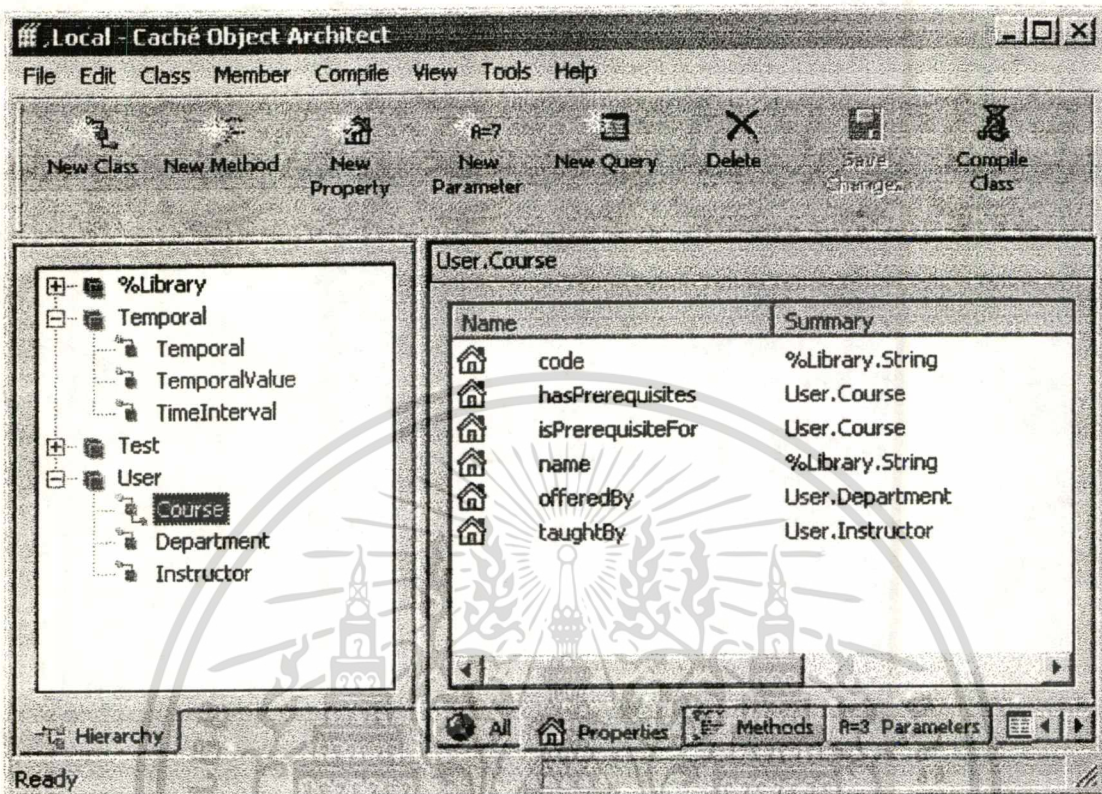 .Local - Caché Object Architect
File Edit Class Member Compile View Tools Help
New Class New Method New Property A=? New Parameter New Query Delete Save Changes Compile Class
User.Course
%Library
Temporal
Temporal
TemporalValue
TimeInterval
Test
User
Course
Department
Instructor
Name Summary
code %Library.String
hasPrerequisites User.Course
isPrerequisiteFor User.Course
name %Library.String
offeredBy User.Department
taughtBy User.Instructor
Hierarchy
All Properties Methods A=3 Parameters
Ready